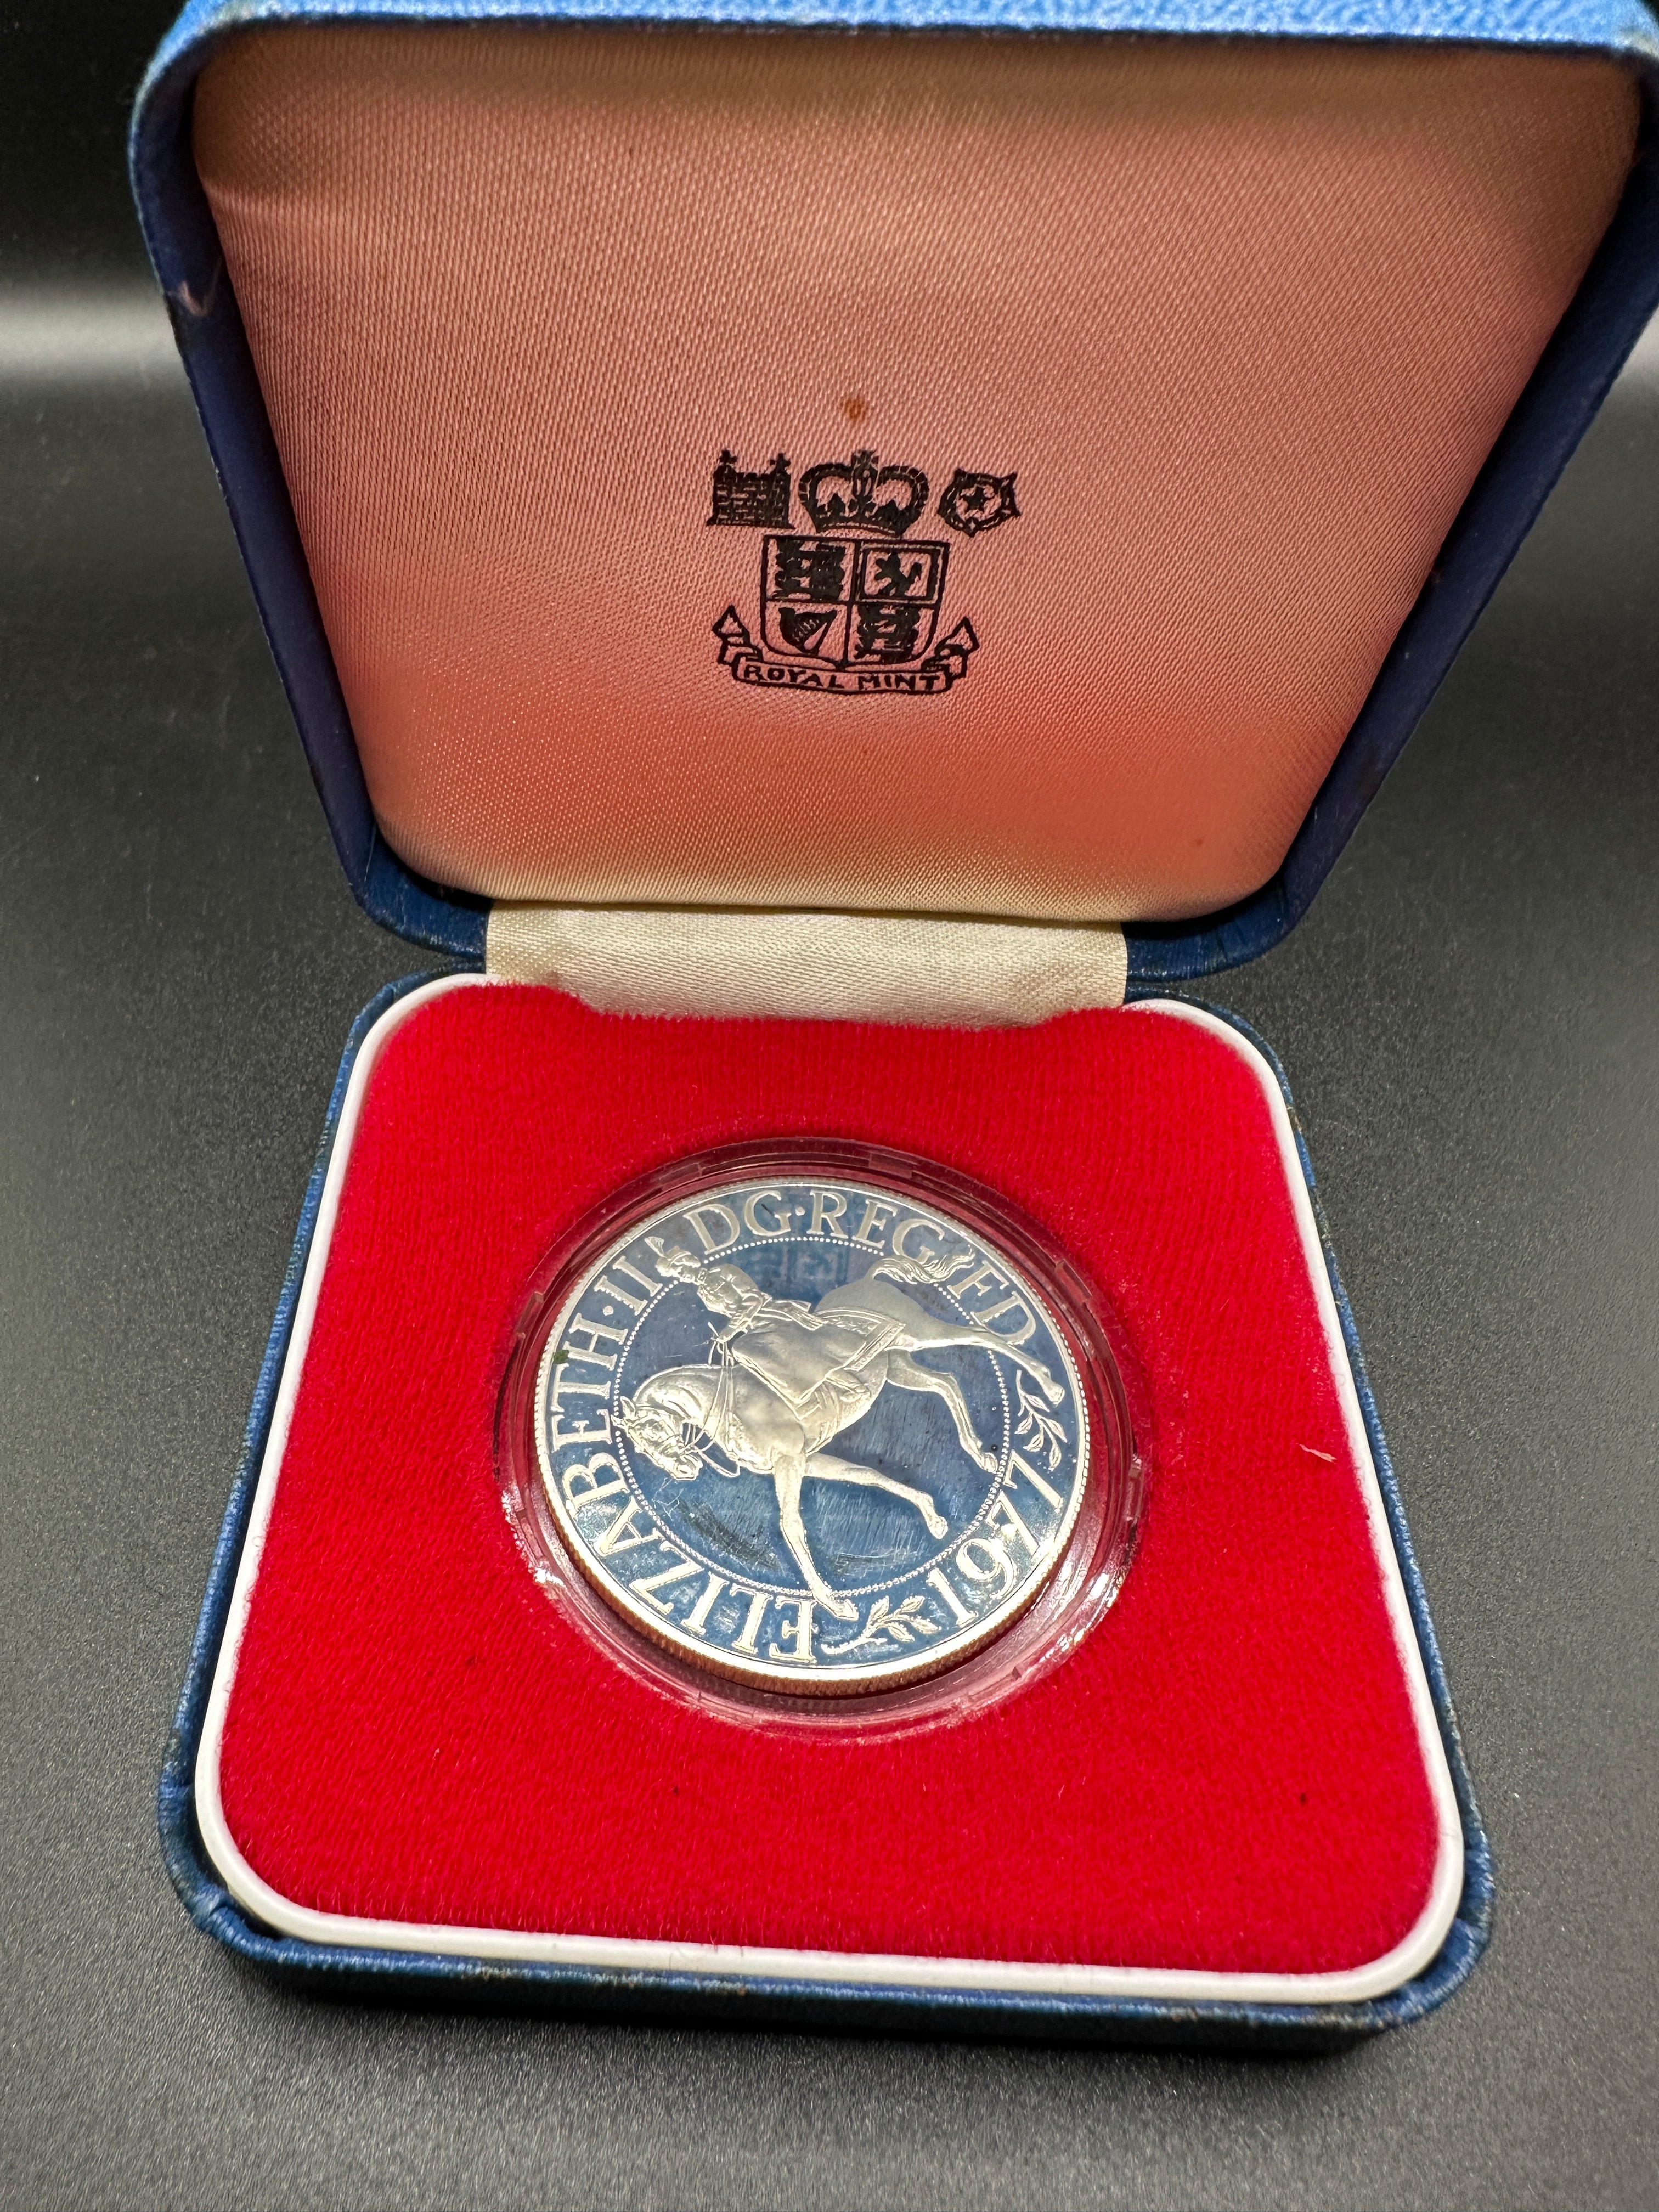 ROYAL MINT
ELIZABETH·II DG·REG FD 1977